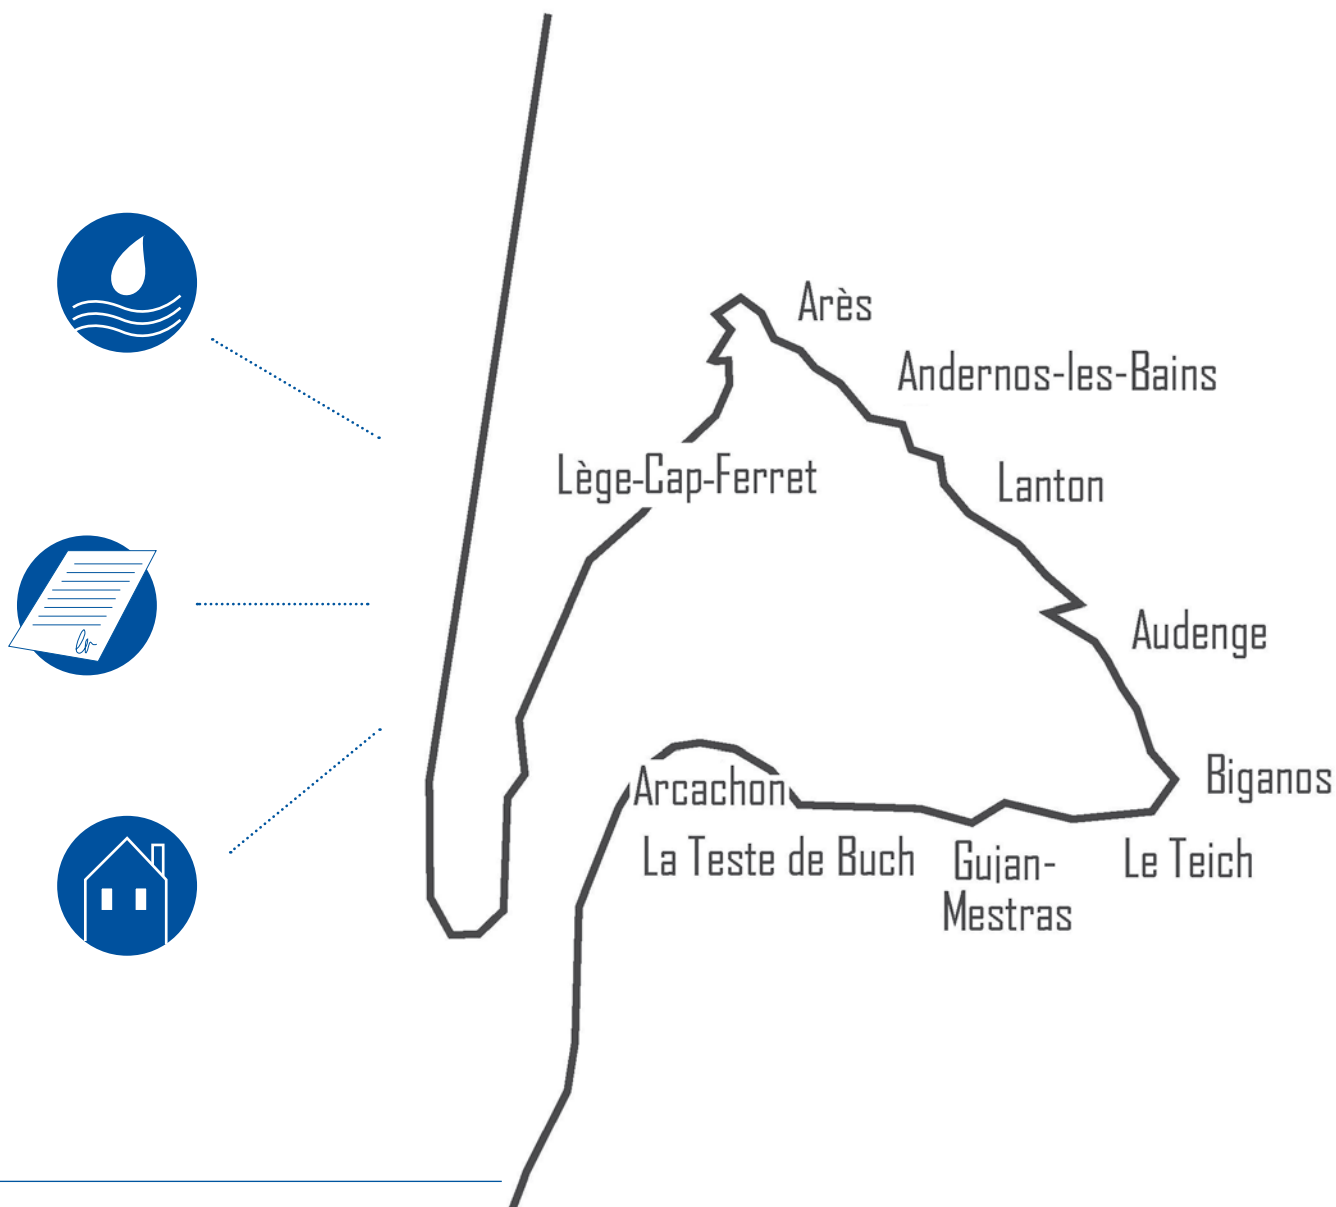 Arès
Andernos-les-Bains
Lège-Cap-Ferret
Lanton
Audenge
Biganos
Arcachon
La Teste de Buch
Gujan-
Mestras
Le Teich